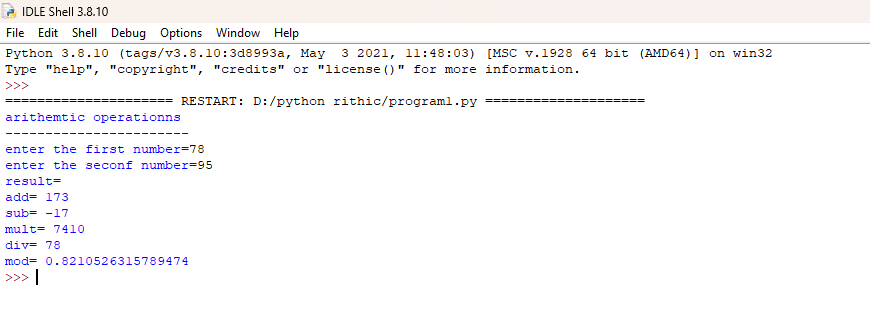 IDLE Shell 3.8.10
File Edit Shell Debug Options Window Help
Python 3.8.10 (tags/v3.8.10:3d8993a, May  3 2021, 11:48:03) [MSC v.1928 64 bit (AMD64)] on win32
Type "help", "copyright", "credits" or "license()" for more information.
>>>
===================== RESTART: D:/python rithic/program1.py ====================
arithemtic operationns
-----------------------
enter the first number=78
enter the seconf number=95
result=
add= 173
sub= -17
mult= 7410
div= 78
mod= 0.8210526315789474
>>>